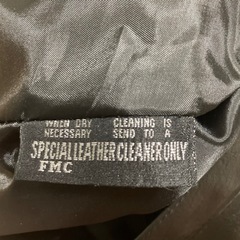 WHEN DRY CLEANING IS
NECESSARY SEND TO A
SPECIAL LEATHER CLEANER ONLY
FMC